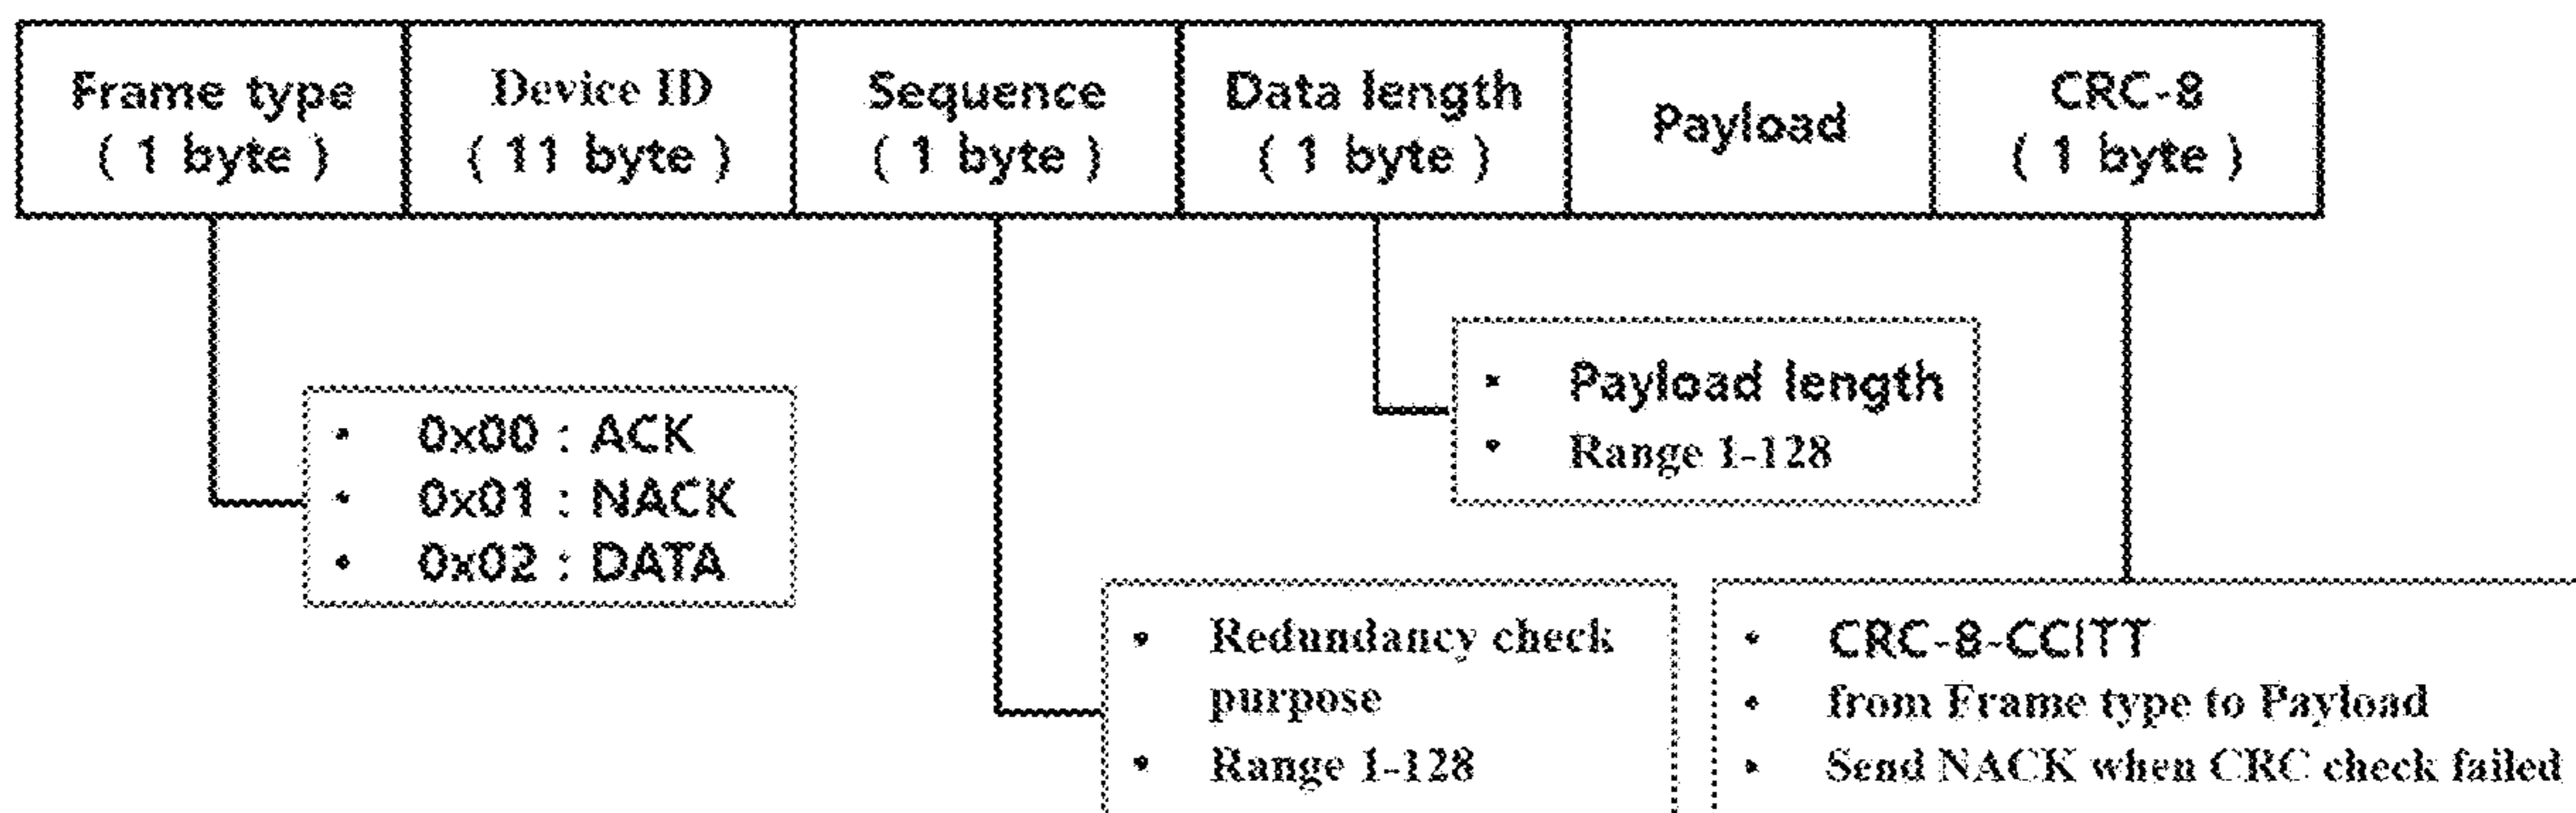 Frame type
( 1 byte )
Device ID
( 11 byte )
Sequence
( 1 byte )
Data length
( 1 byte )
Payload
CRC-8
( 1 byte )
• 0x00 : ACK
• 0x01 : NACK
• 0x02 : DATA
• Payload length
• Range 1-128
• Redundancy check
purpose
• Range 1-128
• CRC-8-CCITT
• from Frame type to Payload
• Send NACK when CRC check failed